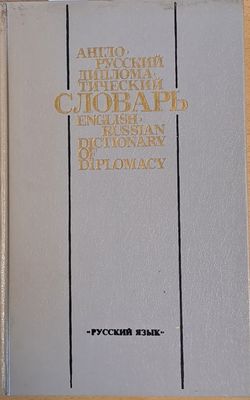 АНГЛО-
РУССКИЙ
ДИПЛОМА-
ТИЧЕСКИЙ
СЛОВАРЬ
ENGLISH-
RUSSIAN
DICTIONARY
OF
DIPLOMACY
"РУССКИЙ ЯЗЫК"